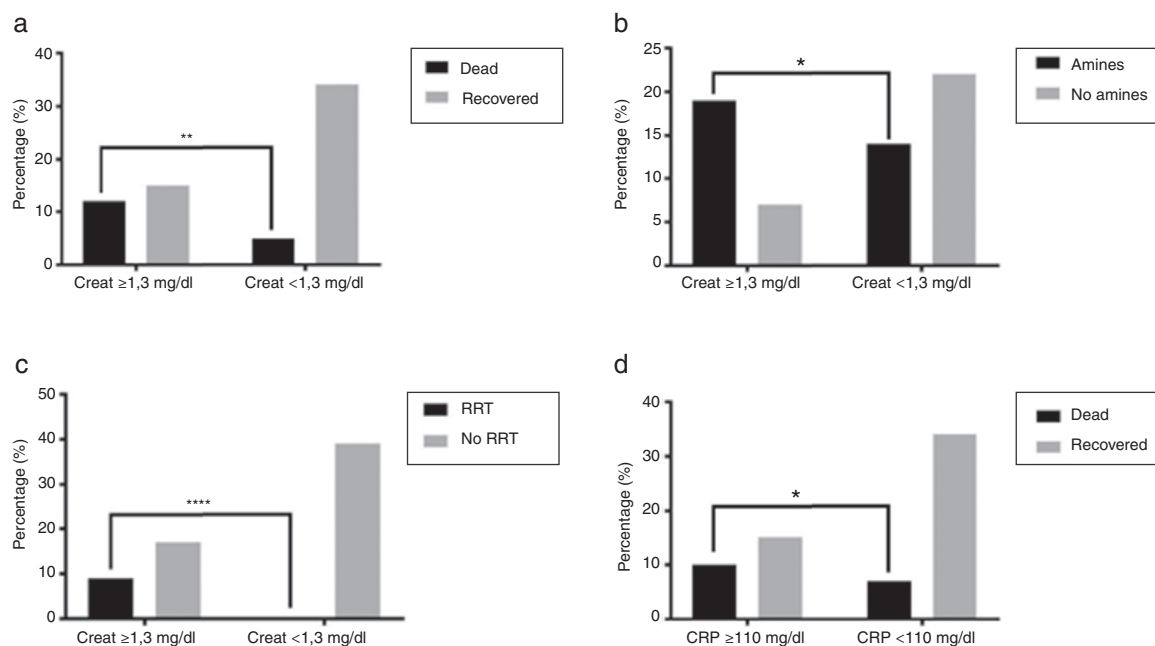 a
40
30
20
10
0
Percentage (%)
**
Creat ≥1,3 mg/dl Creat <1,3 mg/dl
Dead
Recovered
b
25
20
15
10
5
0
Percentage (%)
*
Creat ≥1,3 mg/dl Creat <1,3 mg/dl
Amines
No amines
c
50
40
30
20
10
0
Percentage (%)
****
Creat ≥1,3 mg/dl Creat <1,3 mg/dl
RRT
No RRT
d
40
30
20
10
0
Percentage (%)
*
CRP ≥110 mg/dl CRP <110 mg/dl
Dead
Recovered